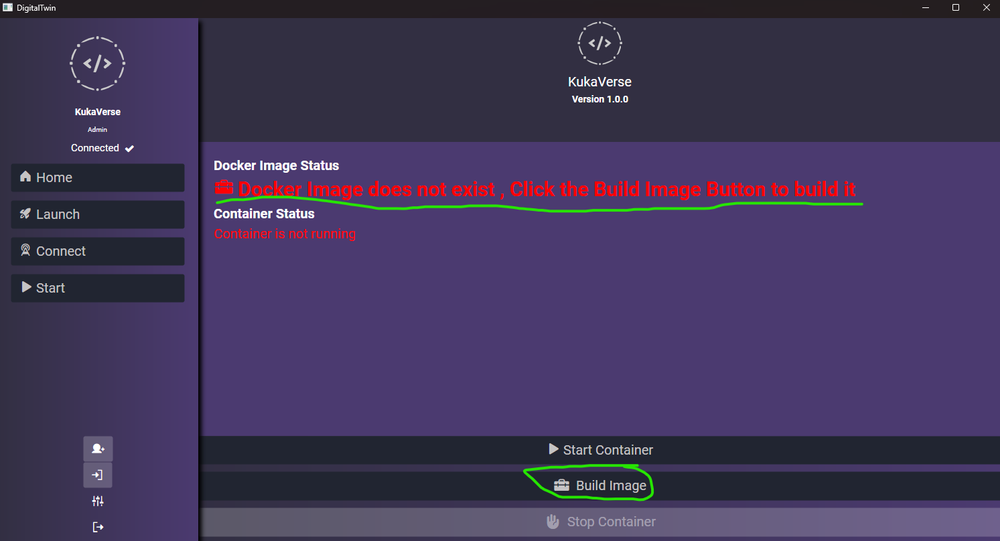 DigitalTwin
</>
KukaVerse
Admin
Connected
Home
Launch
Connect
Start
</>
KukaVerse
Version 1.0.0
Docker Image Status
Docker Image does not exist , Click the Build Image Button to build it
Container Status
Container is not running
Start Container
Build Image
Stop Container